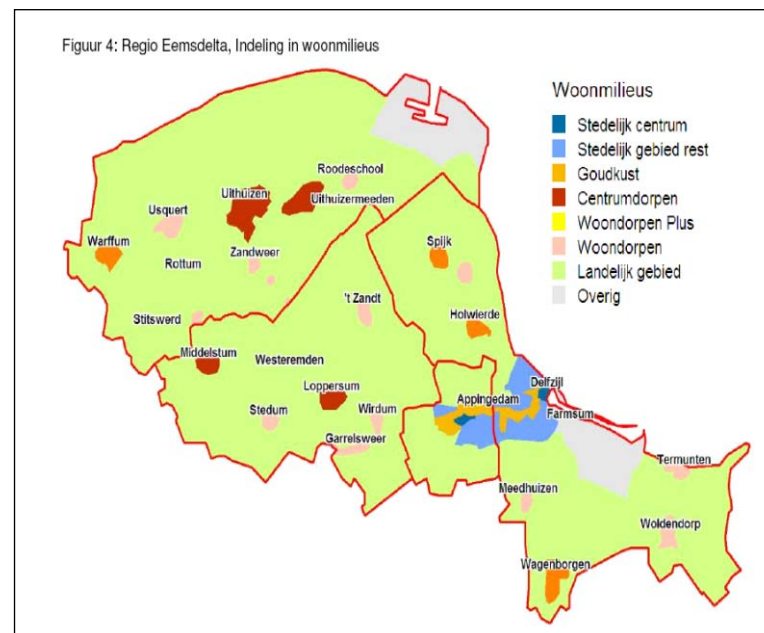 Figuur 4: Regio Eemsdelta, Indeling in woonmilieus
Woonmilieus
Stedelijk centrum
Stedelijk gebied rest
Goudkust
Centrumdorpen
Woondorpen Plus
Woondorpen
Landelijk gebied
Overig
Roodeschool
Uithuizen
Uithuizermeeden
Usquert
Warffum
Zandweer
Rottum
Spijk
't Zandt
Stitswerd
Holwierde
Middelstum
Westeremden
Delfzijl
Loppersum
Appingedam
Stedum
Wirdum
Farmsum
Garrelsweer
Termunten
Meedhuizen
Woldendorp
Wagenborgen